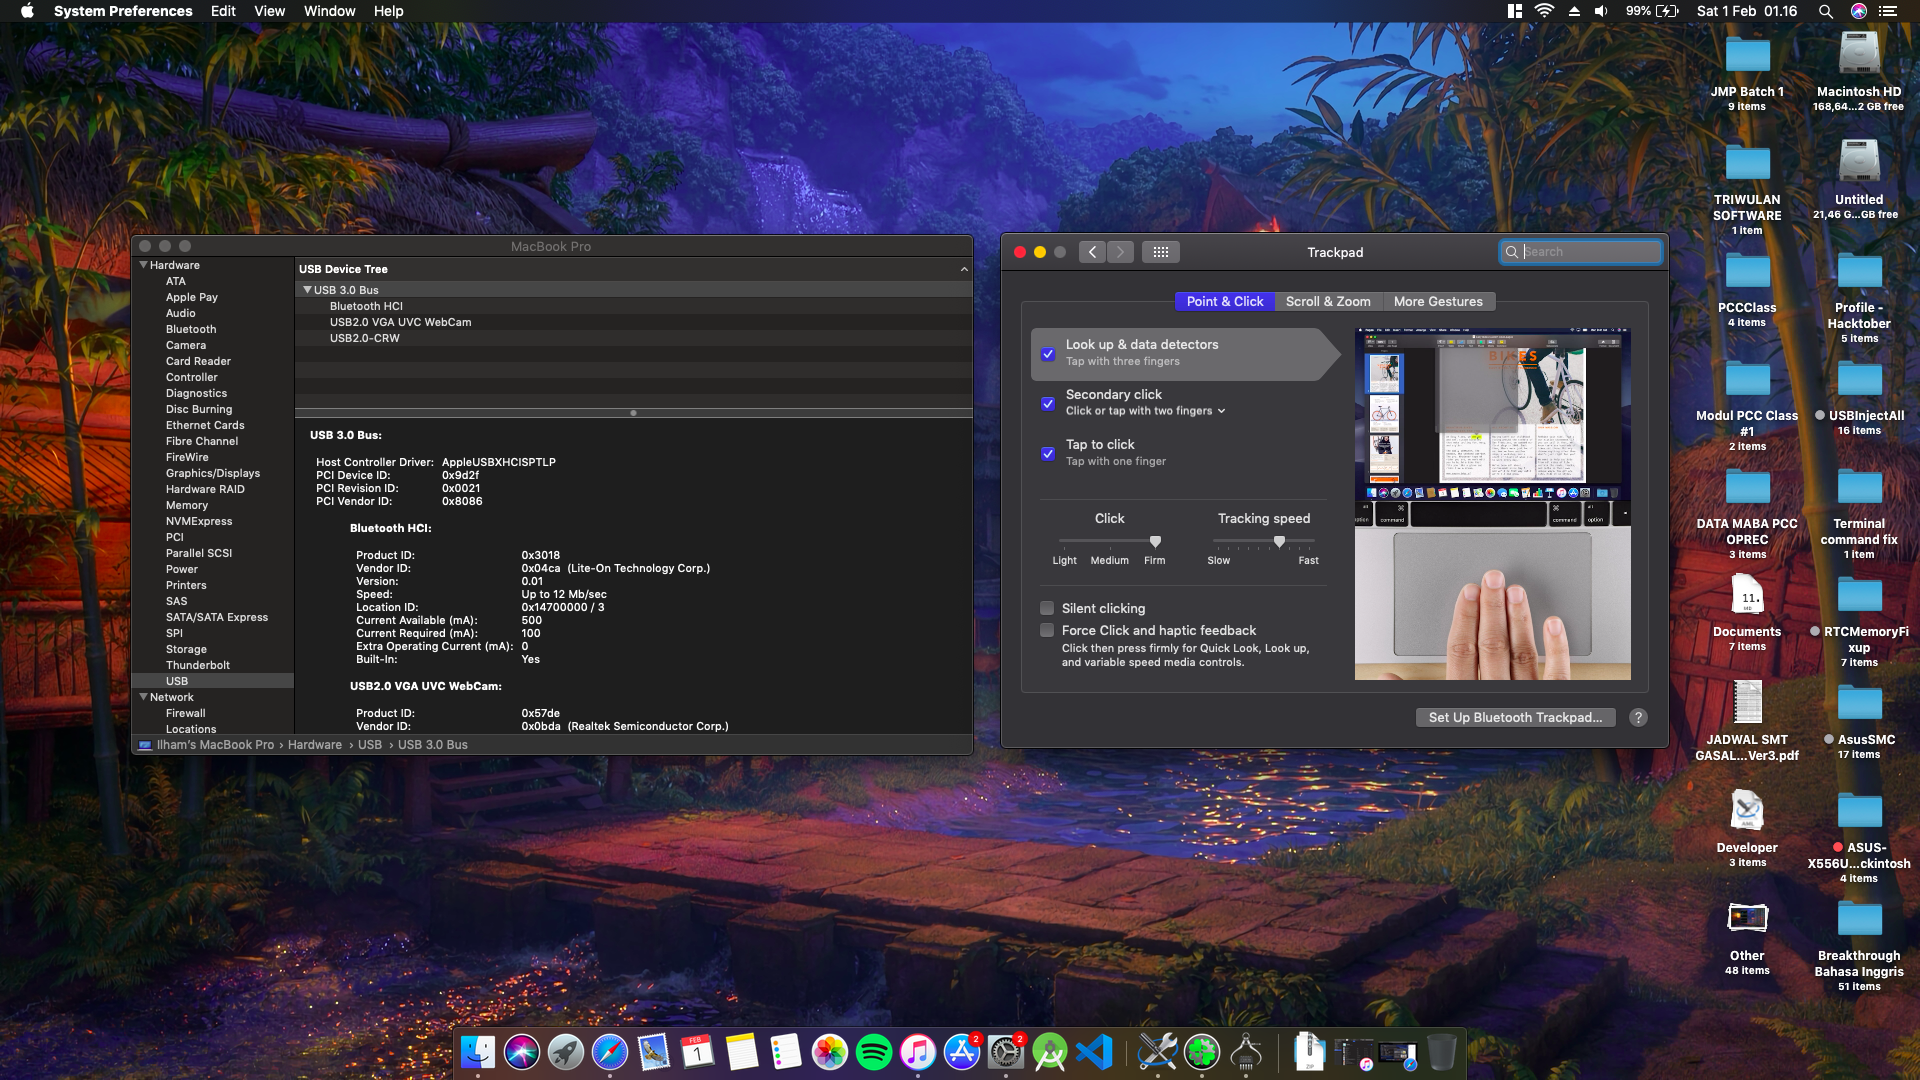 System Preferences Edit View Window Help
99% Sat 1 Feb 01.16
MacBook Pro
Hardware
ATA
Apple Pay
Audio
Bluetooth
Camera
Card Reader
Controller
Diagnostics
Disc Burning
Ethernet Cards
Fibre Channel
FireWire
Graphics/Displays
Hardware RAID
Memory
NVMExpress
PCI
Parallel SCSI
Power
Printers
SAS
SATA/SATA Express
SPI
Storage
Thunderbolt
USB
Network
Firewall
Locations
USB Device Tree
USB 3.0 Bus
Bluetooth HCI
USB2.0 VGA UVC WebCam
USB2.0-CRW
USB 3.0 Bus:
Host Controller Driver: AppleUSBXHCISPTLP
PCI Device ID: 0x9d2f
PCI Revision ID: 0x0021
PCI Vendor ID: 0x8086
Bluetooth HCI:
Product ID: 0x3018
Vendor ID: 0x04ca (Lite-On Technology Corp.)
Version: 0.01
Speed: Up to 12 Mb/sec
Location ID: 0x14700000 / 3
Current Available (mA): 500
Current Required (mA): 100
Extra Operating Current (mA): 0
Built-In: Yes
USB2.0 VGA UVC WebCam:
Product ID: 0x57de
Vendor ID: 0x0bda (Realtek Semiconductor Corp.)
Ilham's MacBook Pro › Hardware › USB › USB 3.0 Bus
Trackpad
Search
Point & Click Scroll & Zoom More Gestures
Look up & data detectors
Tap with three fingers
Secondary click
Click or tap with two fingers
Tap to click
Tap with one finger
Click
Light Medium Firm
Tracking speed
Slow Fast
Silent clicking
Force Click and haptic feedback
Click then press firmly for Quick Look, Look up,
and variable speed media controls.
BIKES
command
command
option
Set Up Bluetooth Trackpad...
?
JMP Batch 1
9 items
Macintosh HD
168,64...2 GB free
TRIWULAN
SOFTWARE
1 item
Untitled
21,46 G...GB free
PCCClass
4 items
Profile -
Hacktober
5 items
Modul PCC Class
#1
2 items
USBInjectAll
16 items
DATA MABA PCC
OPREC
3 items
Terminal
command fix
1 item
11.
Documents
7 items
RTCMemoryFi
xup
7 items
JADWAL SMT
GASAL...Ver3.pdf
AsusSMC
17 items
Developer
3 items
ASUS-
X556U...ckintosh
4 items
Other
48 items
Breakthrough
Bahasa Inggris
51 items
FEB
1
2
2
ZIP